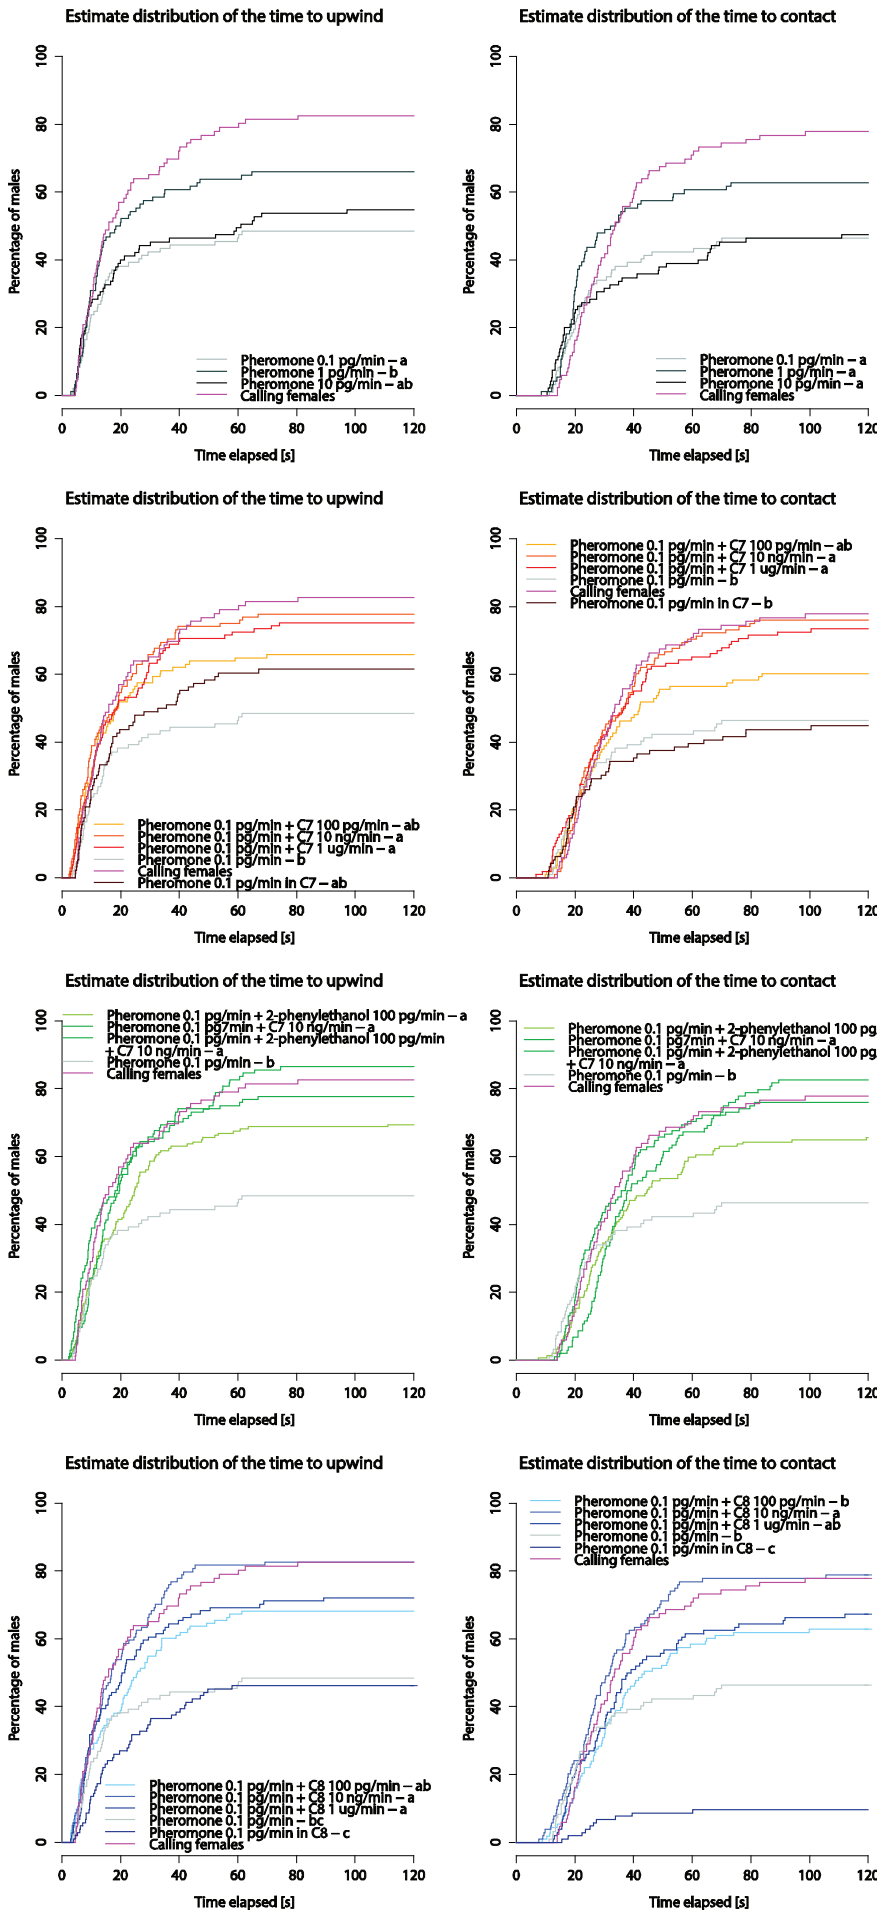 Estimate distribution of the time to upwind
Percentage of males
0 20 40 60 80 100
Pheromone 0.1 pg/min – a
Pheromone 1 pg/min – b
Pheromone 10 pg/min – ab
Calling females
0 20 40 60 80 100 120
Time elapsed [s]
Estimate distribution of the time to contact
Percentage of males
0 20 40 60 80 100
Pheromone 0.1 pg/min – a
Pheromone 1 pg/min – a
Pheromone 10 pg/min – a
Calling females
0 20 40 60 80 100 120
Time elapsed [s]
Estimate distribution of the time to upwind
Percentage of males
0 20 40 60 80 100
Pheromone 0.1 pg/min + C7 100 pg/min – ab
Pheromone 0.1 pg/min + C7 10 ng/min – a
Pheromone 0.1 pg/min + C7 1 ug/min – a
Pheromone 0.1 pg/min – b
Calling females
Pheromone 0.1 pg/min in C7 – ab
0 20 40 60 80 100 120
Time elapsed [s]
Estimate distribution of the time to contact
Percentage of males
0 20 40 60 80 100
Pheromone 0.1 pg/min + C7 100 pg/min – ab
Pheromone 0.1 pg/min + C7 10 ng/min – a
Pheromone 0.1 pg/min + C7 1 ug/min – a
Pheromone 0.1 pg/min – b
Calling females
Pheromone 0.1 pg/min in C7 – b
0 20 40 60 80 100 120
Time elapsed [s]
Estimate distribution of the time to upwind
Percentage of males
0 20 40 60 80 100
Pheromone 0.1 pg/min + 2-phenylethanol 100 pg/min – a
Pheromone 0.1 pg7min + C7 10 ng/min – a
Pheromone 0.1 pg/min + 2-phenylethanol 100 pg/min
+ C7 10 ng/min – a
Pheromone 0.1 pg/min – b
Calling females
0 20 40 60 80 100 120
Time elapsed [s]
Estimate distribution of the time to contact
Percentage of males
0 20 40 60 80 100
Pheromone 0.1 pg/min + 2-phenylethanol 100 pg/
Pheromone 0.1 pg7min + C7 10 ng/min – a
Pheromone 0.1 pg/min + 2-phenylethanol 100 pg/
+ C7 10 ng/min – a
Pheromone 0.1 pg/min – b
Calling females
0 20 40 60 80 100 120
Time elapsed [s]
Estimate distribution of the time to upwind
Percentage of males
0 20 40 60 80 100
Pheromone 0.1 pg/min + C8 100 pg/min – ab
Pheromone 0.1 pg/min + C8 10 ng/min – a
Pheromone 0.1 pg/min + C8 1 ug/min – a
Pheromone 0.1 pg/min – bc
Pheromone 0.1 pg/min in C8 – c
Calling females
0 20 40 60 80 100 120
Time elapsed [s]
Estimate distribution of the time to contact
Percentage of males
0 20 40 60 80 100
Pheromone 0.1 pg/min + C8 100 pg/min – b
Pheromone 0.1 pg/min + C8 10 ng/min – a
Pheromone 0.1 pg/min + C8 1 ug/min – ab
Pheromone 0.1 pg/min – b
Pheromone 0.1 pg/min in C8 – c
Calling females
0 20 40 60 80 100 120
Time elapsed [s]